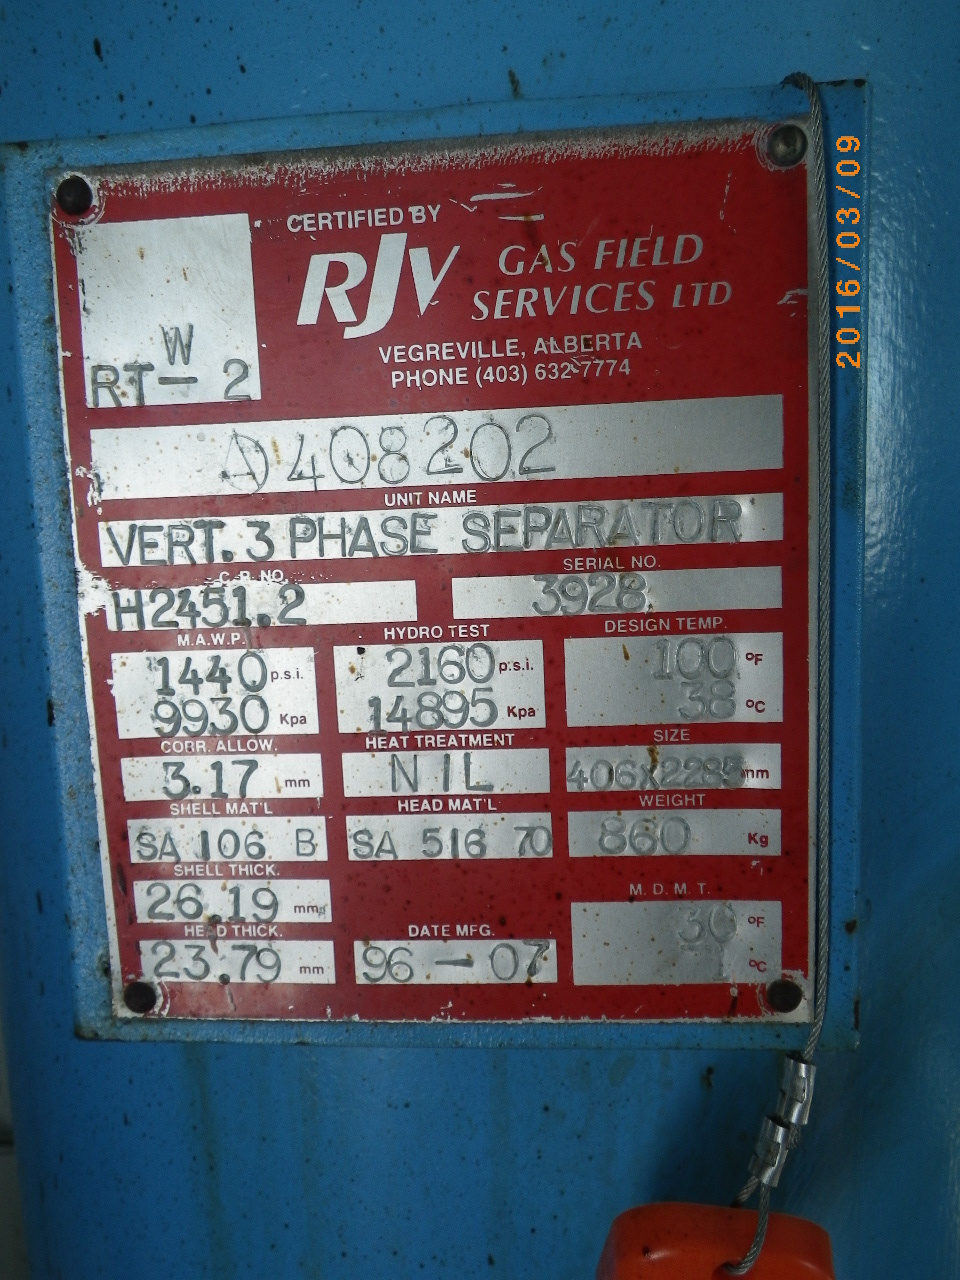 CERTIFIED BY
RJV GAS FIELD SERVICES LTD
VEGREVILLE, ALBERTA
PHONE (403) 632-7774
W
RT- 2
A408202
UNIT NAME
VERT. 3 PHASE SEPARATOR
C.R. NO. SERIAL NO.
H2451.2 3928
M.A.W.P. HYDRO TEST DESIGN TEMP.
1440 p.s.i. 2160 p.s.i. 100 °F
9930 Kpa 14895 Kpa 38 °C
CORR. ALLOW. HEAT TREATMENT SIZE
3.17 mm NIL 406X2285 mm
SHELL MAT'L HEAD MAT'L WEIGHT
SA 106 B SA 516 70 860 Kg
SHELL THICK. M.D.M.T.
26.19 mm 30 °F
HEAD THICK. DATE MFG.
23.79 mm 96-07 °C
2016/03/09